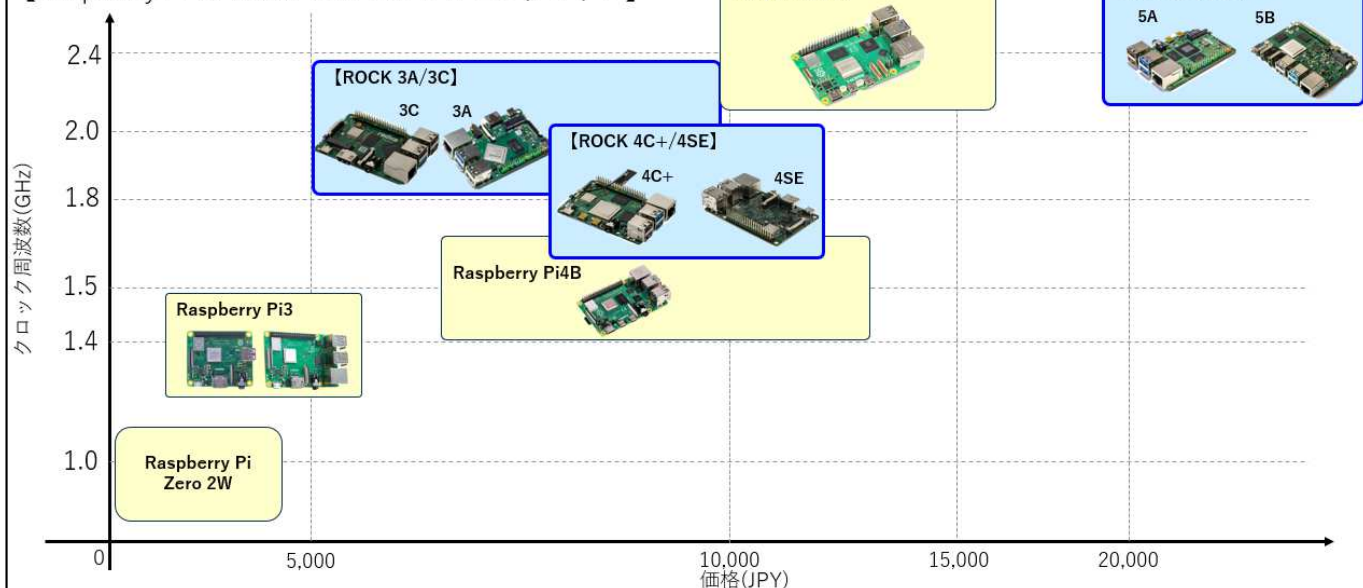 2.4
5A
5B
【ROCK 3A/3C】
3C
3A
2.0
【ROCK 4C+/4SE】
4C+
4SE
1.8
クロック周波数(GHz)
Raspberry Pi4B
1.5
Raspberry Pi3
1.4
1.0
Raspberry Pi
Zero 2W
0
5,000
10,000
15,000
20,000
価格(JPY)